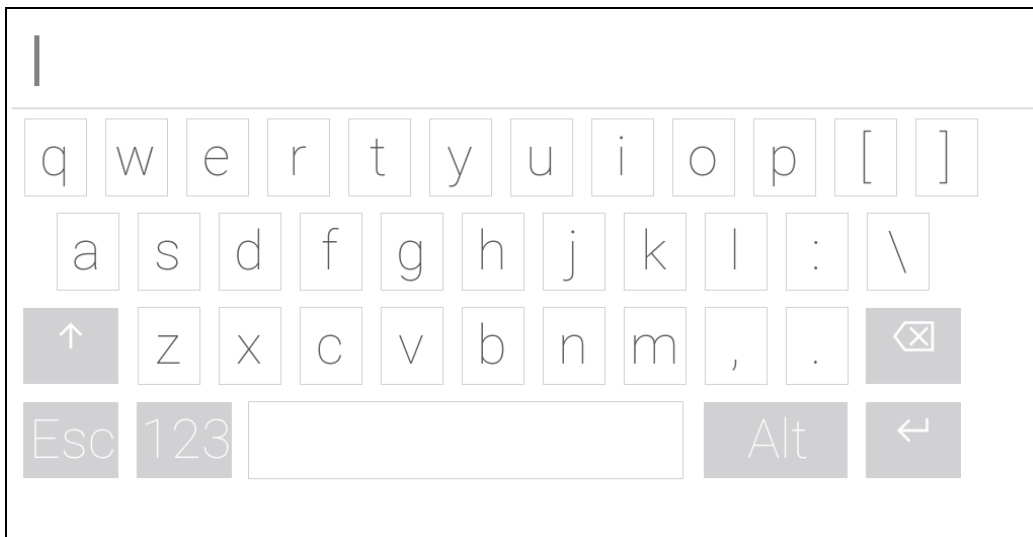 q w e r t y u i o p [ ]
a s d f g h j k l : \
↑ z x c v b n m , . ⌫
Esc 123 Alt ↵